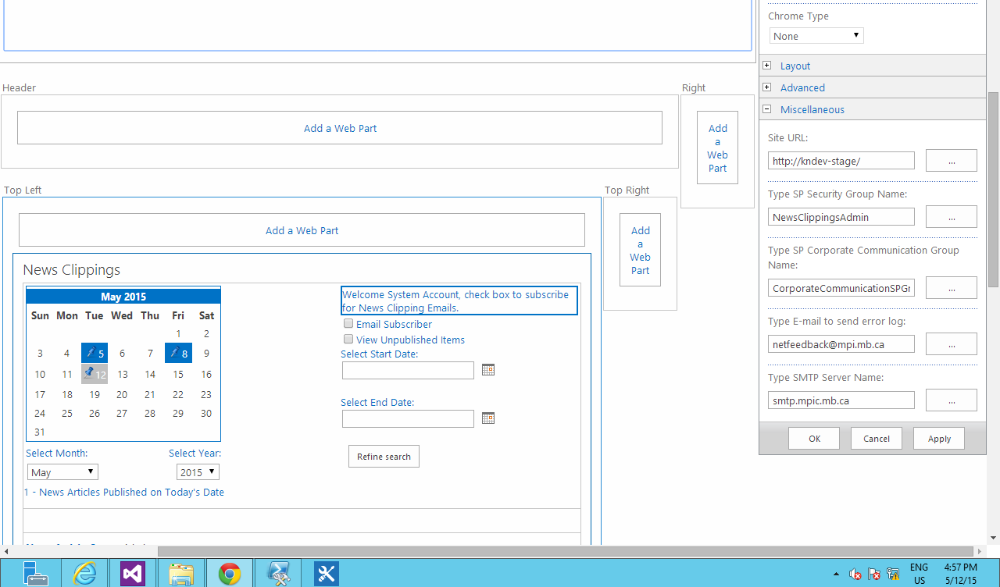 Chrome Type
None
Layout
Advanced
Miscellaneous
Header
Right
Add a Web Part
Add
a
Web
Part
Site URL:
http://kndev-stage/
...
Top Left
Top Right
Type SP Security Group Name:
NewsClippingsAdmin
...
Add a Web Part
Add
a
Web
Part
Type SP Corporate Communication Group
Name:
CorporateCommunicationSPGr
...
News Clippings
May 2015
Sun Mon Tue Wed Thu Fri Sat
1 2
3 4 5 6 7 8 9
10 11 12 13 14 15 16
17 18 19 20 21 22 23
24 25 26 27 28 29 30
31
Select Month:
Select Year:
May
2015
1 - News Articles Published on Today's Date
Welcome System Account, check box to subscribe
for News Clipping Emails.
Email Subscriber
View Unpublished Items
Select Start Date:
Select End Date:
Refine search
Type E-mail to send error log:
netfeedback@mpi.mb.ca
...
Type SMTP Server Name:
smtp.mpic.mb.ca
...
OK
Cancel
Apply
ENG
US
4:57 PM
5/12/15